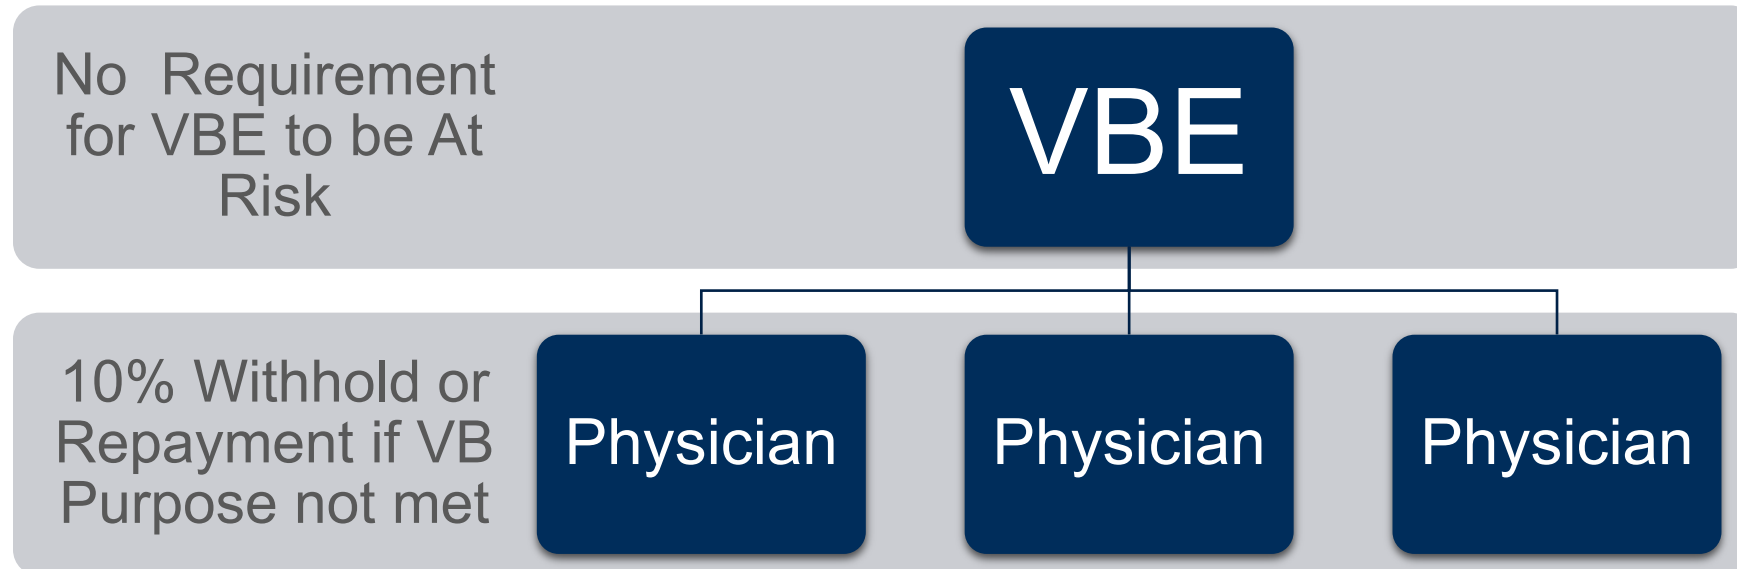 No  Requirement
for VBE to be At
Risk
VBE
10% Withhold or
Repayment if VB
Purpose not met
Physician
Physician
Physician